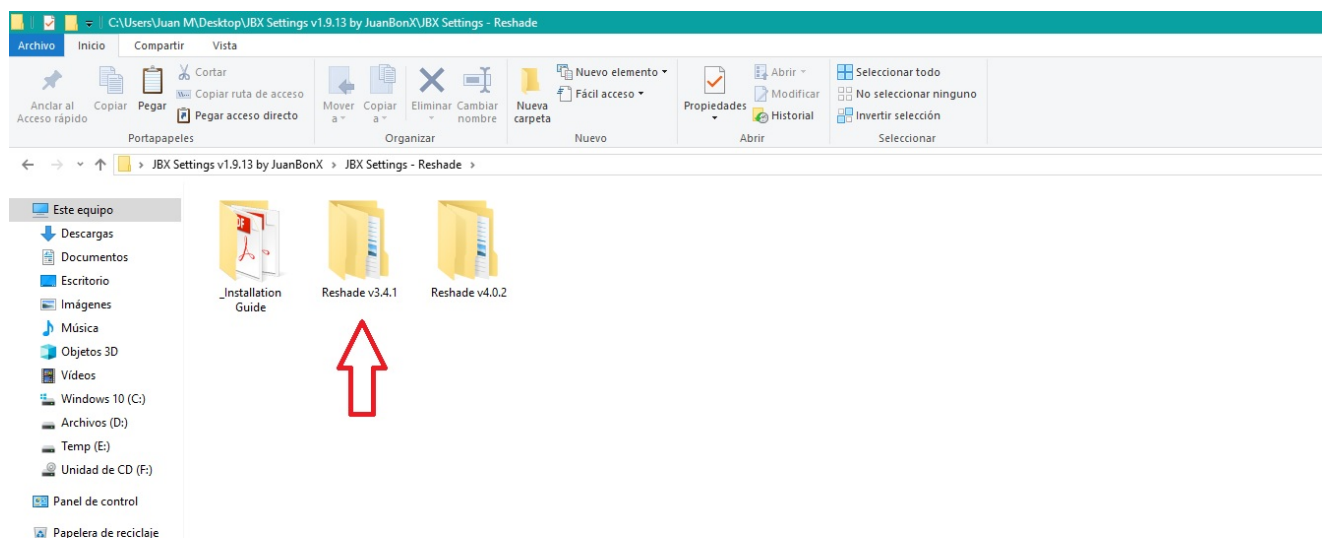 C:\Users\Juan M\Desktop\JBX Settings v1.9.13 by JuanBonX\JBX Settings - Reshade
Archivo Inicio Compartir Vista
Anclar al
Acceso rápido
Copiar
Pegar
Cortar
Copiar ruta de acceso
Pegar acceso directo
Portapapeles
Mover
a
Copiar
a
Eliminar
Cambiar
nombre
Organizar
Nueva
carpeta
Nuevo elemento
Fácil acceso
Nuevo
Propiedades
Abrir
Modificar
Historial
Abrir
Seleccionar todo
No seleccionar ninguno
Invertir selección
Seleccionar
JBX Settings v1.9.13 by JuanBonX > JBX Settings - Reshade >
Este equipo
Descargas
Documentos
Escritorio
Imágenes
Música
Objetos 3D
Vídeos
Windows 10 (C:)
Archivos (D:)
Temp (E:)
Unidad de CD (F:)
Panel de control
Papelera de reciclaje
_Installation
Guide
Reshade v3.4.1
Reshade v4.0.2